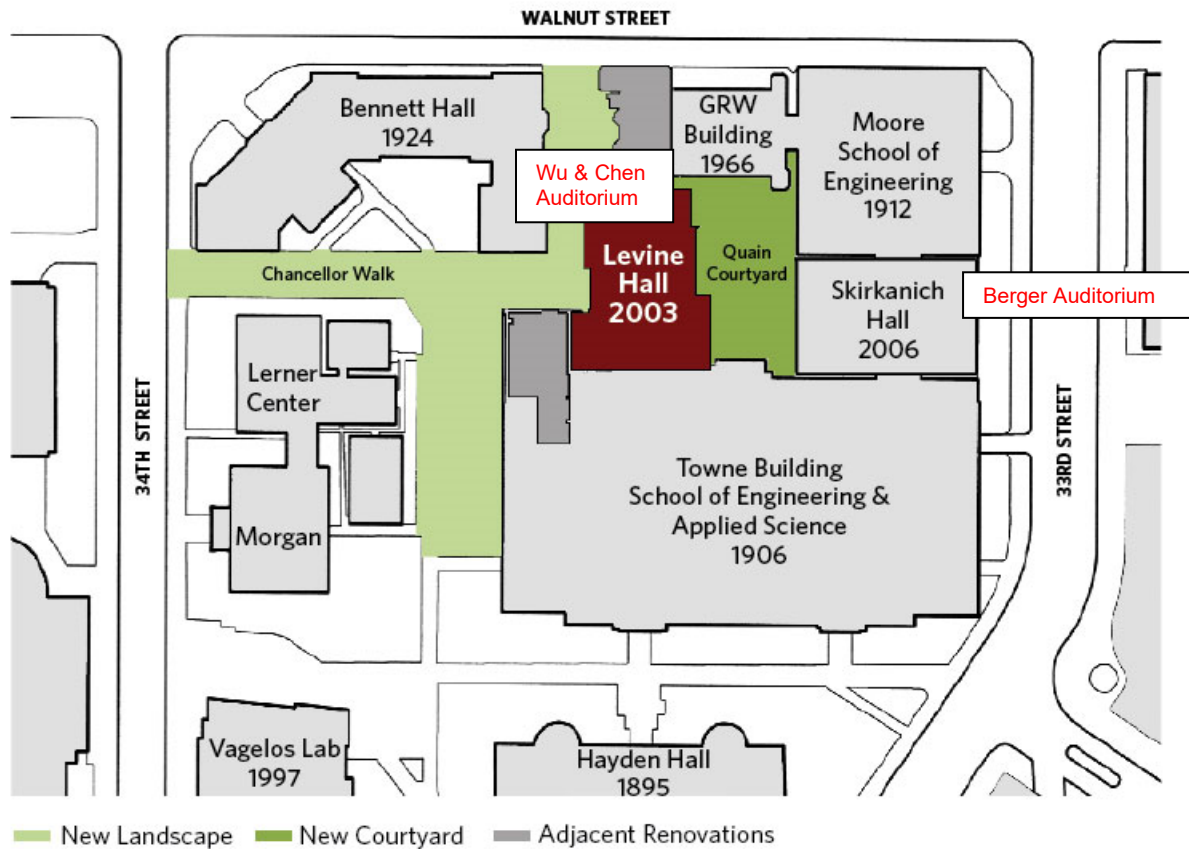 WALNUT STREET
Bennett Hall
1924
GRW
Building
1966
Moore
School of
Engineering
1912
Wu & Chen
Auditorium
Levine
Hall
2003
Quain
Courtyard
Chancellor Walk
Skirkanich
Hall
2006
Berger Auditorium
34TH STREET
Lerner
Center
Morgan
Towne Building
School of Engineering &
Applied Science
1906
33RD STREET
Vagelos Lab
1997
Hayden Hall
1895
New Landscape
New Courtyard
Adjacent Renovations